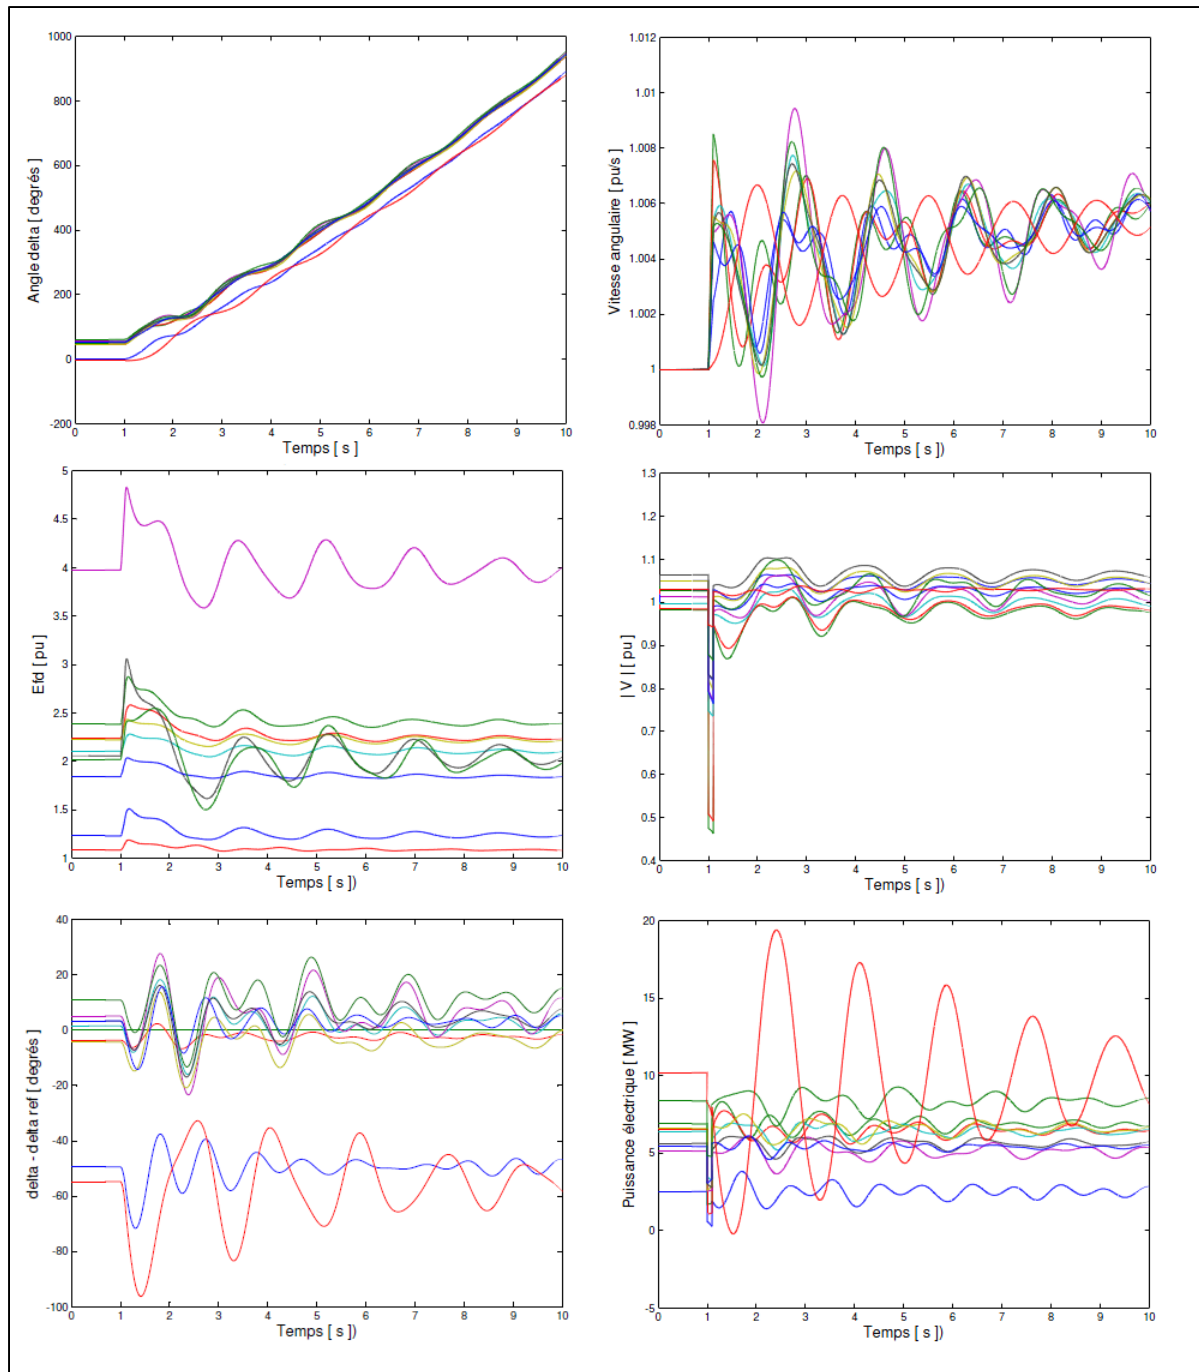 1000
800
600
400
200
0
-200
Angle delta [ degrés ]
0 1 2 3 4 5 6 7 8 9 10
Temps [ s ]
1.012
1.01
1.008
1.006
1.004
1.002
1
0.998
Vitesse angulaire [ pu/s ]
0 1 2 3 4 5 6 7 8 9 10
Temps [ s ])
5
4.5
4
3.5
3
2.5
2
1.5
1
Efd [ pu ]
0 1 2 3 4 5 6 7 8 9 10
Temps [ s ])
1.3
1.2
1.1
1.0
0.9
0.8
0.7
0.6
0.5
0.4
| V | [ pu ]
0 1 2 3 4 5 6 7 8 9 10
Temps [ s ])
40
20
0
-20
-40
-60
-80
-100
delta - delta ref [ degrés]
0 1 2 3 4 5 6 7 8 9 10
Temps [ s ])
20
15
10
5
0
-5
Puissance électrique [ MW ]
0 1 2 3 4 5 6 7 8 9 10
Temps [ s ])